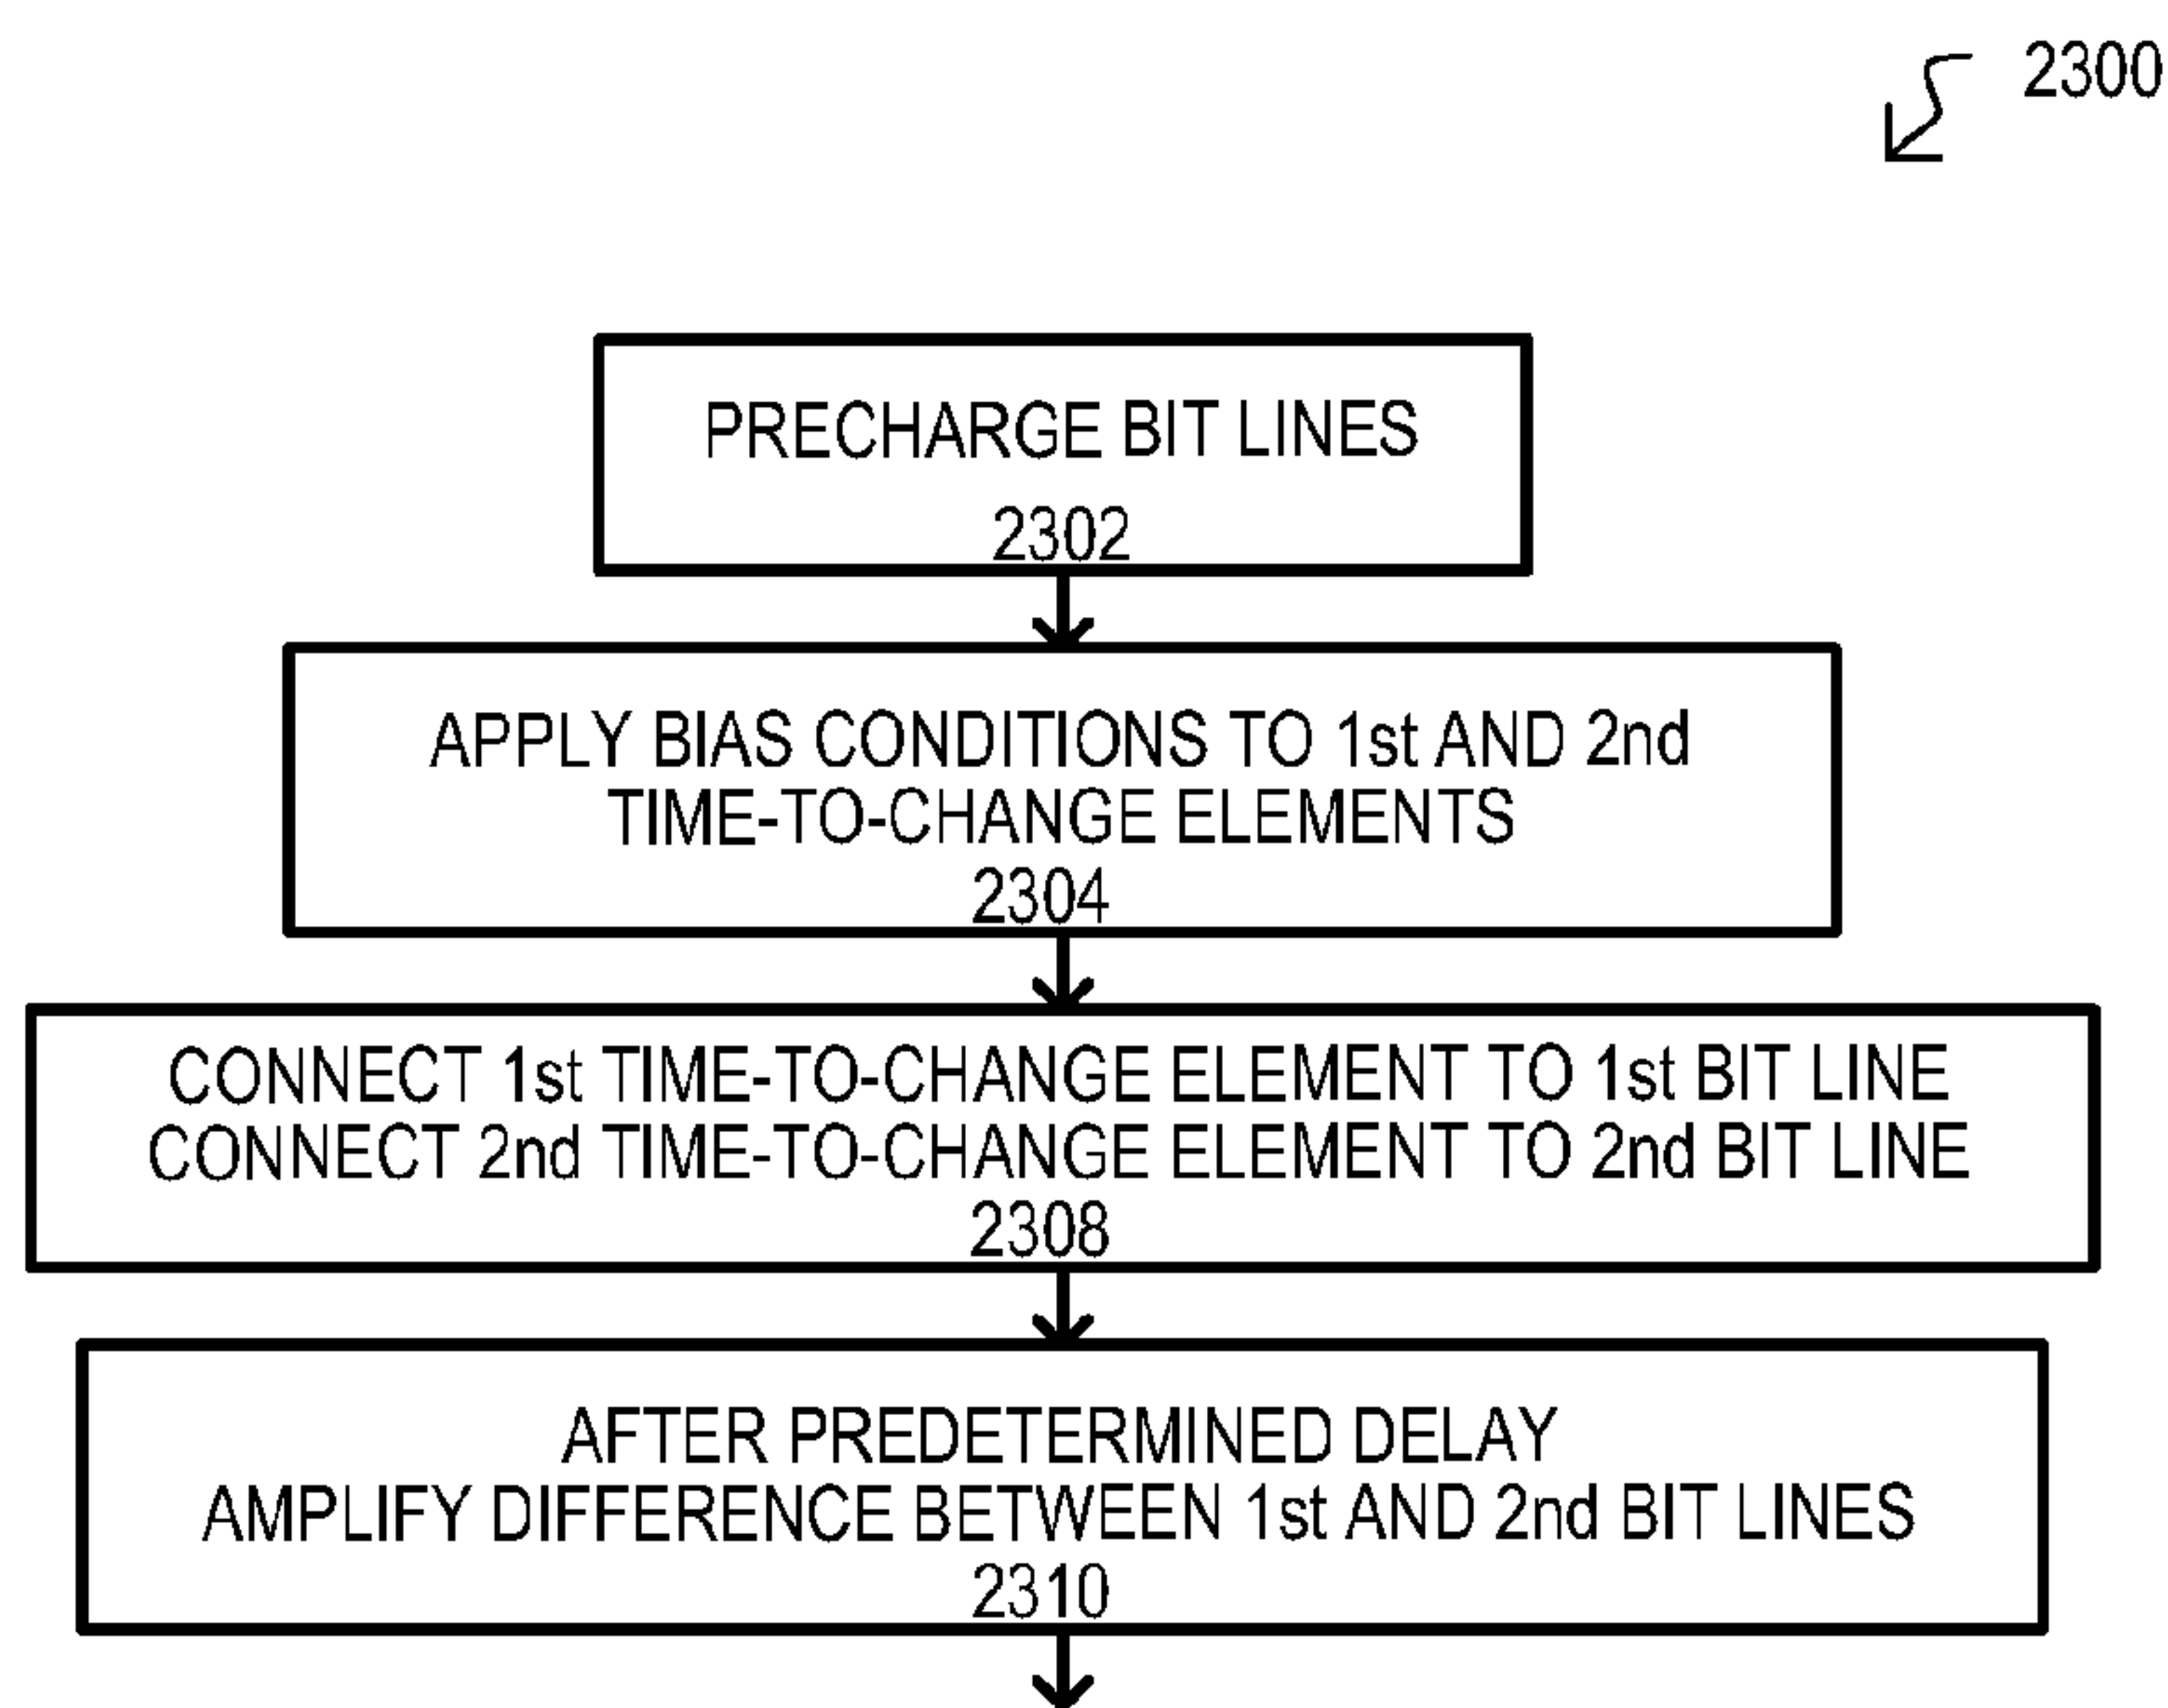 2300
PRECHARGE BIT LINES
2302
APPLY BIAS CONDITIONS TO 1st AND 2nd
TIME-TO-CHANGE ELEMENTS
2304
CONNECT 1st TIME-TO-CHANGE ELEMENT TO 1st BIT LINE
CONNECT 2nd TIME-TO-CHANGE ELEMENT TO 2nd BIT LINE
2308
AFTER PREDETERMINED DELAY
AMPLIFY DIFFERENCE BETWEEN 1st AND 2nd BIT LINES
2310